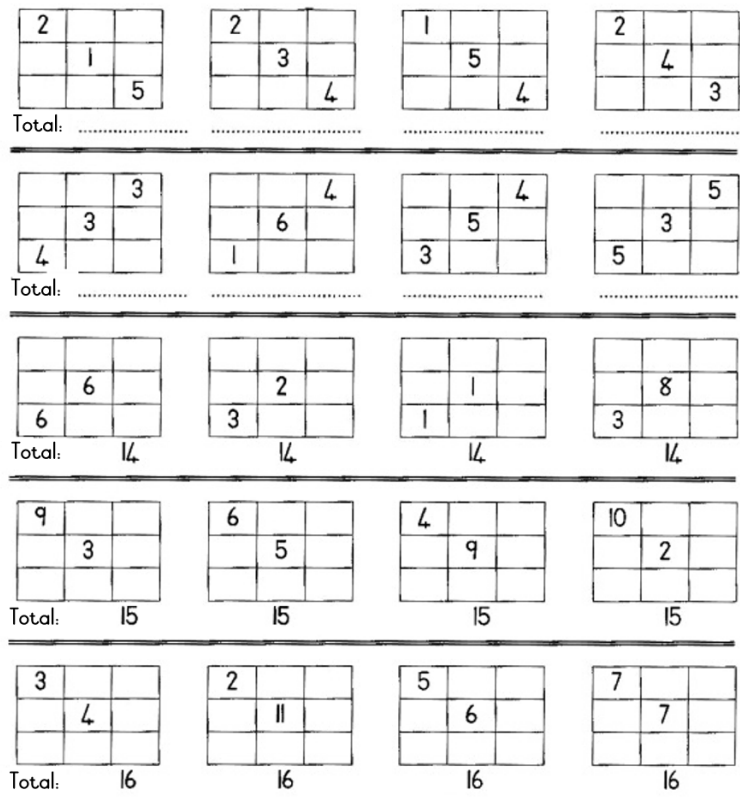 2 2 1 2
1 3 5 4
5 4 4 3
Total: ........................ ........................ ........................ ........................
3 4 4 5
3 6 5 3
4 1 3 5
Total: ........................ ........................ ........................ ........................
6 2 1 8
6 3 1 3
Total: 14 14 14 14
9 6 4 10
3 5 9 2
Total: 15 15 15 15
3 2 5 7
4 11 6 7
Total: 16 16 16 16